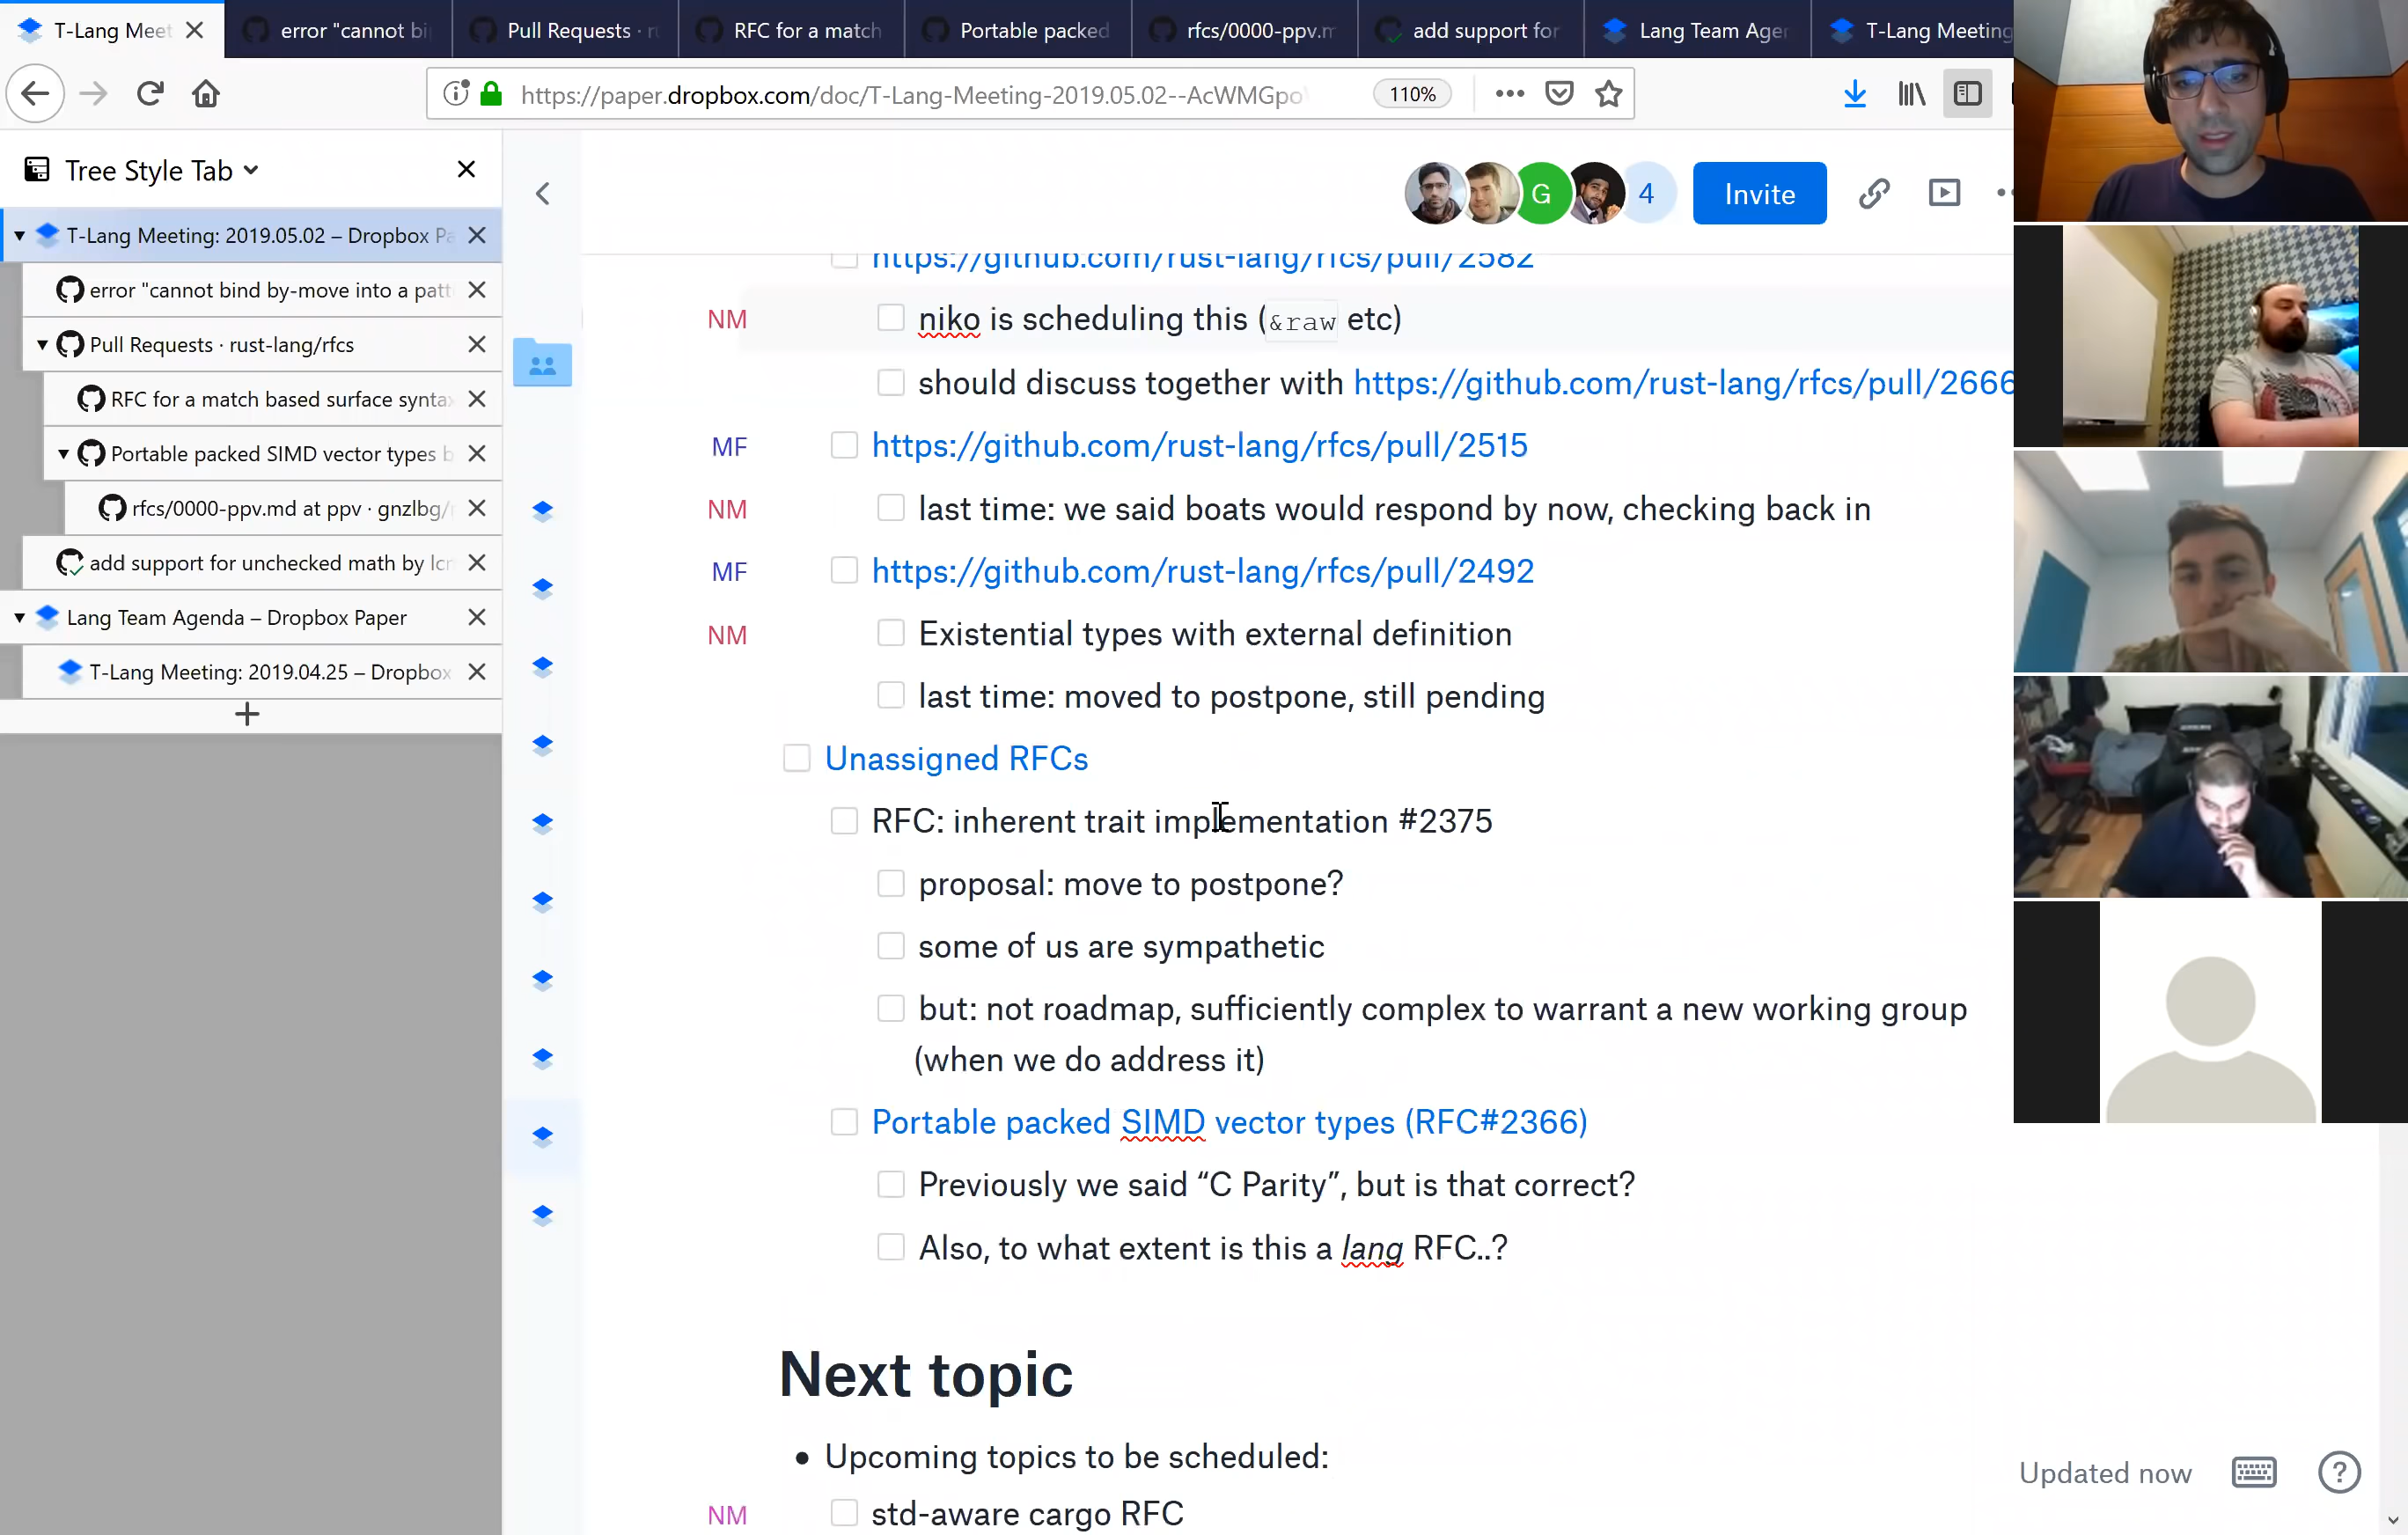 T-Lang Meet
error "cannot bi
Pull Requests · r
RFC for a match
Portable packed
rfcs/0000-ppv.m
add support for
Lang Team Age
T-Lang Meeting
https://paper.dropbox.com/doc/T-Lang-Meeting-2019.05.02--AcWMGpo
110%
Tree Style Tab
T-Lang Meeting: 2019.05.02 – Dropbox Pa
error "cannot bind by-move into a patt
Pull Requests · rust-lang/rfcs
RFC for a match based surface synta
Portable packed SIMD vector types b
rfcs/0000-ppv.md at ppv · gnzlbg/
add support for unchecked math by lcn
Lang Team Agenda – Dropbox Paper
T-Lang Meeting: 2019.04.25 – Dropbox
G
4
Invite
https://github.com/rust-lang/rfcs/pull/2582
NM niko is scheduling this (&raw etc)
should discuss together with https://github.com/rust-lang/rfcs/pull/2666
MF https://github.com/rust-lang/rfcs/pull/2515
NM last time: we said boats would respond by now, checking back in
MF https://github.com/rust-lang/rfcs/pull/2492
NM Existential types with external definition
last time: moved to postpone, still pending
Unassigned RFCs
RFC: inherent trait implementation #2375
proposal: move to postpone?
some of us are sympathetic
but: not roadmap, sufficiently complex to warrant a new working group
(when we do address it)
Portable packed SIMD vector types (RFC#2366)
Previously we said “C Parity”, but is that correct?
Also, to what extent is this a lang RFC..?
Next topic
Upcoming topics to be scheduled:
NM std-aware cargo RFC
Updated now